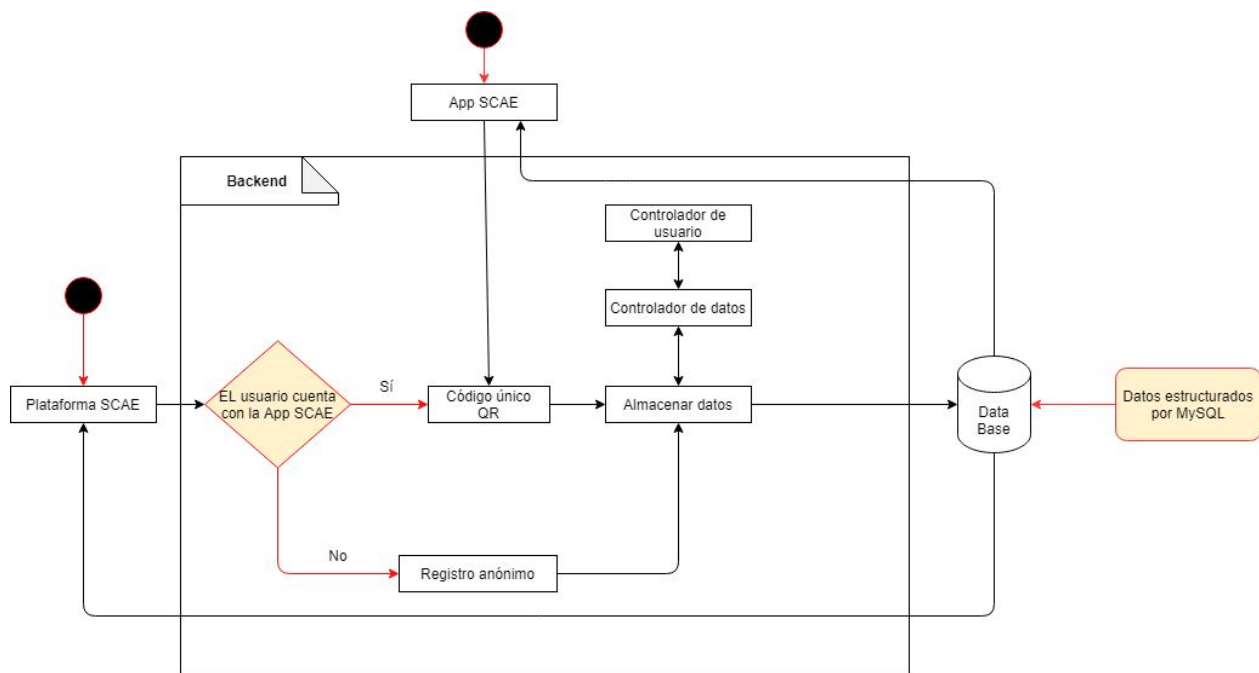 App SCAE
Backend
Controlador de
usuario
Controlador de datos
Plataforma SCAE
EL usuario cuenta
con la App SCAE
Sí
Código único
QR
Almacenar datos
Data
Base
Datos estructurados
por MySQL
No
Registro anónimo